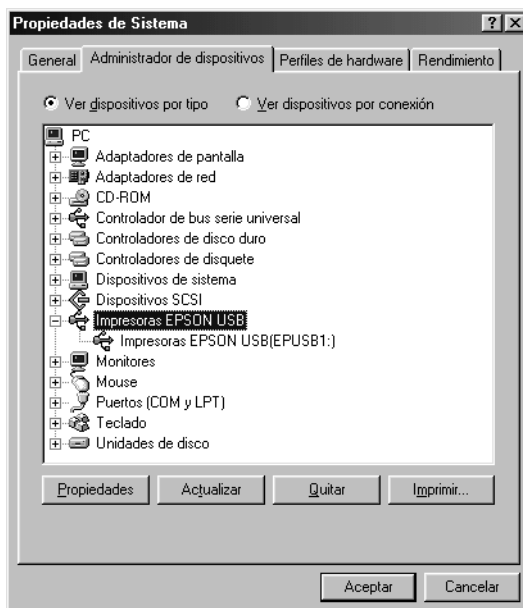 Propiedades de Sistema
General Administrador de dispositivos Perfiles de hardware Rendimiento
Ver dispositivos por tipo Ver dispositivos por conexión
PC
Adaptadores de pantalla
Adaptadores de red
CD-ROM
Controlador de bus serie universal
Controladores de disco duro
Controladores de disquete
Dispositivos de sistema
Dispositivos SCSI
Impresoras EPSON USB
Impresoras EPSON USB(EPUSB1:)
Monitores
Mouse
Puertos (COM y LPT)
Teclado
Unidades de disco
Propiedades Actualizar Quitar Imprimir...
Aceptar Cancelar